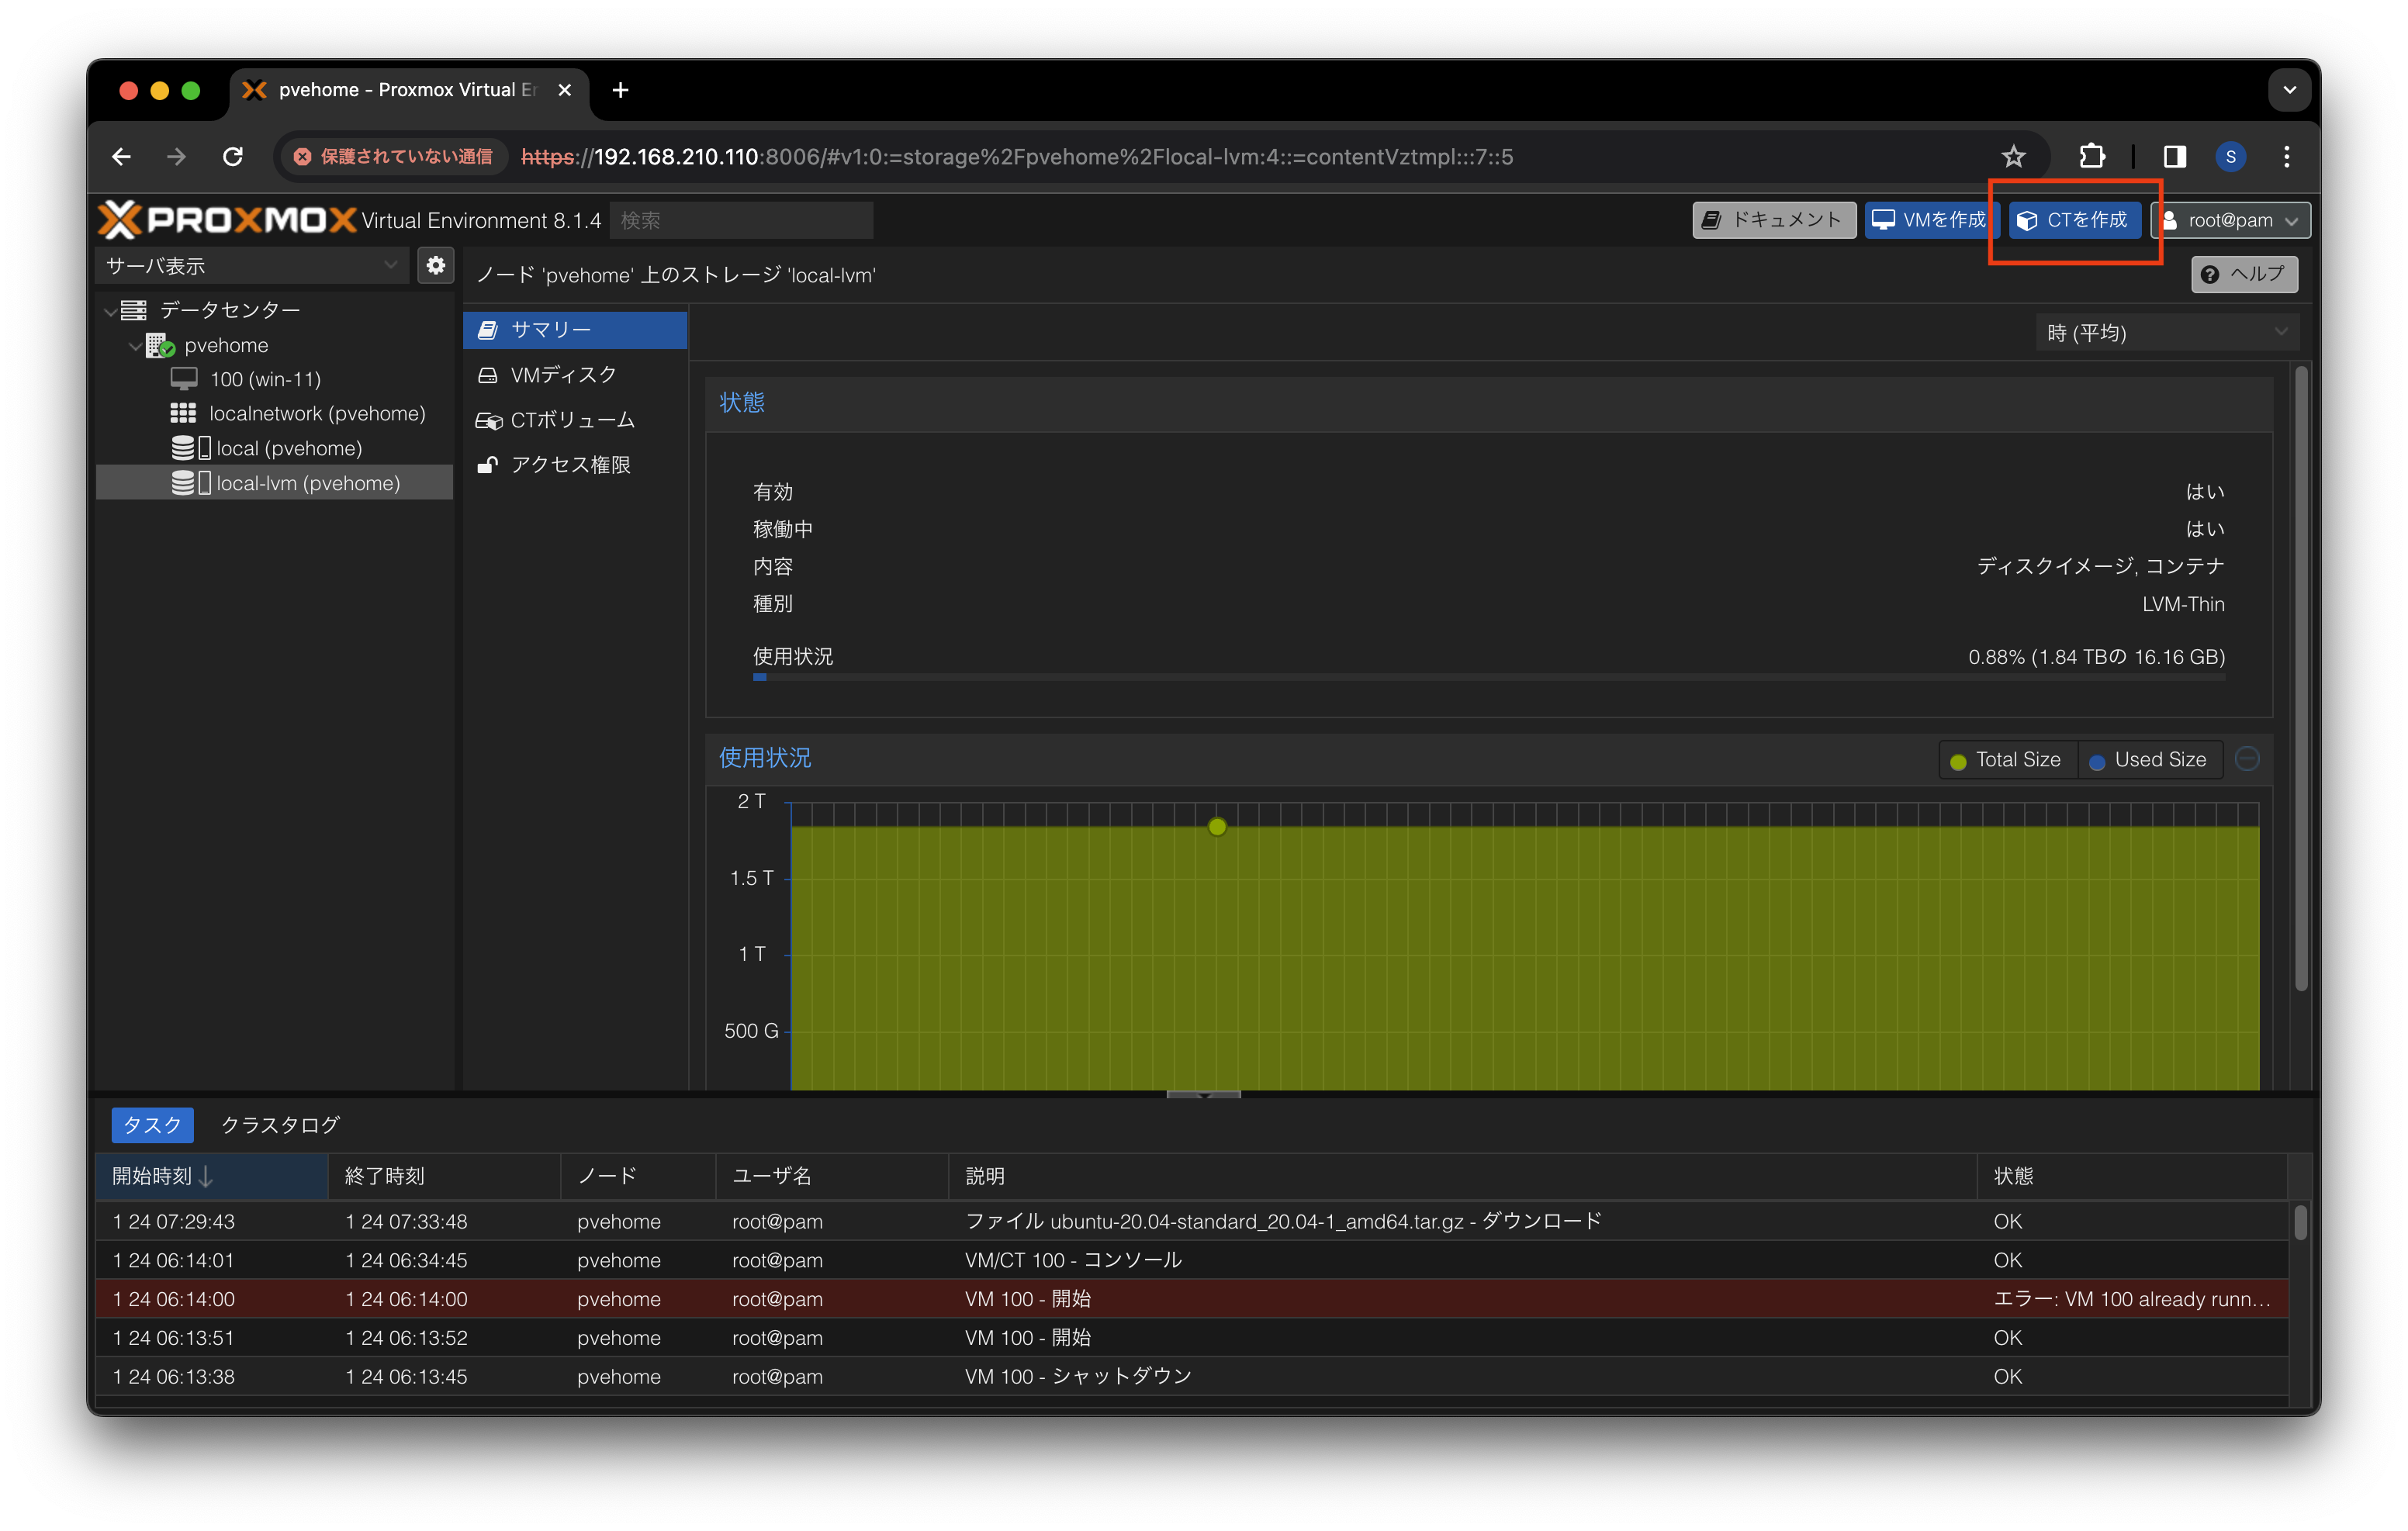 pvehome - Proxmox Virtual Er
保護されていない通信 https://192.168.210.110:8006/#v1:0:=storage%2Fpvehome%2Flocal-lvm:4::=contentVztmpl:::7::5
S
PROXMOX Virtual Environment 8.1.4 検索 ドキュメント VMを作成 CTを作成 root@pam
サーバ表示
ノード 'pvehome' 上のストレージ 'local-lvm' ヘルプ
データセンター
pvehome
100 (win-11)
localnetwork (pvehome)
local (pvehome)
local-lvm (pvehome)
サマリー
VMディスク
CTボリューム
アクセス権限
時 (平均)
状態
有効 はい
稼働中 はい
内容 ディスクイメージ, コンテナ
種別 LVM-Thin
使用状況 0.88% (1.84 TBの 16.16 GB)
使用状況 Total Size Used Size
2 T
1.5 T
1 T
500 G
タスク クラスタログ
開始時刻 終了時刻 ノード ユーザ名 説明 状態
1 24 07:29:43 1 24 07:33:48 pvehome root@pam ファイル ubuntu-20.04-standard_20.04-1_amd64.tar.gz - ダウンロード OK
1 24 06:14:01 1 24 06:34:45 pvehome root@pam VM/CT 100 - コンソール OK
1 24 06:14:00 1 24 06:14:00 pvehome root@pam VM 100 - 開始 エラー: VM 100 already runn...
1 24 06:13:51 1 24 06:13:52 pvehome root@pam VM 100 - 開始 OK
1 24 06:13:38 1 24 06:13:45 pvehome root@pam VM 100 - シャットダウン OK